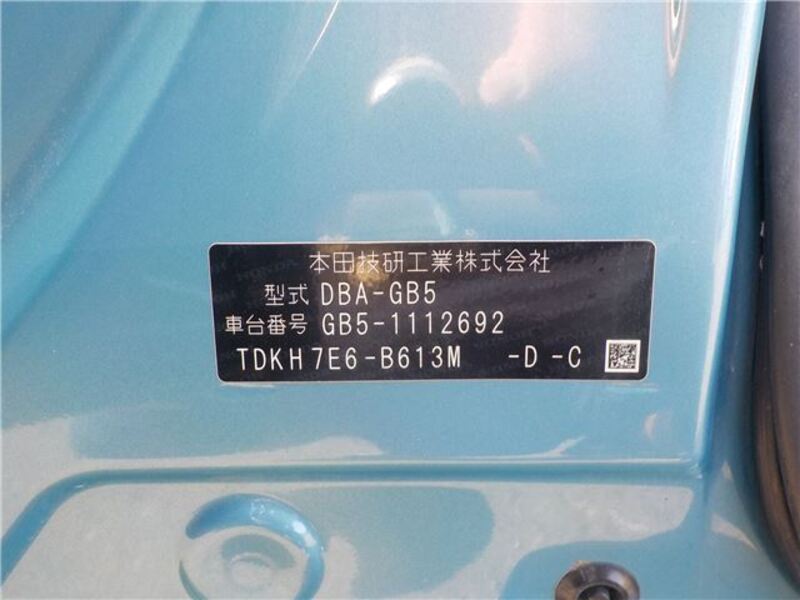 本田技研工業株式会社
型式 DBA-GB5
車台番号 GB5-1112692
TDKH7E6-B613M -D -C